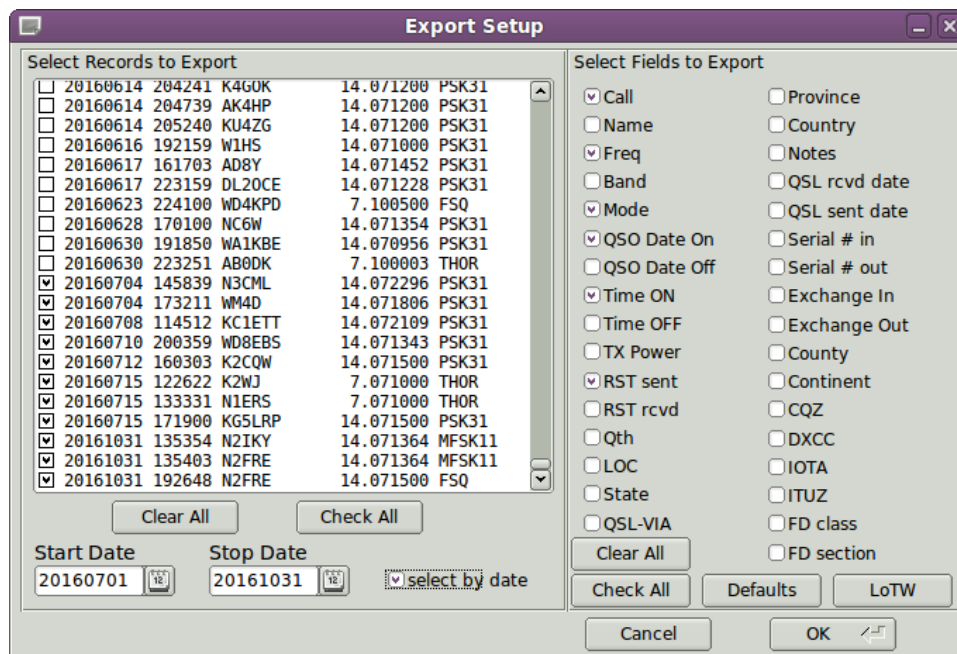 Export Setup
Select Records to Export
20160614 204241 K4GOK 14.071200 PSK31
20160614 204739 AK4HP 14.071200 PSK31
20160614 205240 KU4ZG 14.071200 PSK31
20160616 192159 W1HS 14.071000 PSK31
20160617 161703 AD8Y 14.071452 PSK31
20160617 223159 DL2OCE 14.071228 PSK31
20160623 224100 WD4KPD 7.100500 FSQ
20160628 170100 NC6W 14.071354 PSK31
20160630 191850 WA1KBE 14.070956 PSK31
20160630 223251 AB0DK 7.100003 THOR
20160704 145839 N3CML 14.072296 PSK31
20160704 173211 WM4D 14.071806 PSK31
20160708 114512 KC1ETT 14.072109 PSK31
20160710 200359 WD8EBS 14.071343 PSK31
20160712 160303 K2CQW 14.071500 PSK31
20160715 122622 K2WJ 7.071000 THOR
20160715 133331 N1ERS 7.071000 THOR
20160715 171900 KG5LRP 14.071500 PSK31
20161031 135354 N2IKY 14.071364 MFSK11
20161031 135403 N2FRE 14.071364 MFSK11
20161031 192648 N2FRE 14.071500 FSQ
Clear All
Check All
Start Date
Stop Date
20160701
12
20161031
12
select by date
Select Fields to Export
Call
Name
Freq
Band
Mode
QSO Date On
QSO Date Off
Time ON
Time OFF
TX Power
RST sent
RST rcvd
Qth
LOC
State
QSL-VIA
Province
Country
Notes
QSL rcvd date
QSL sent date
Serial # in
Serial # out
Exchange In
Exchange Out
County
Continent
CQZ
DXCC
IOTA
ITUZ
FD class
FD section
Clear All
Check All
Defaults
LoTW
Cancel
OK